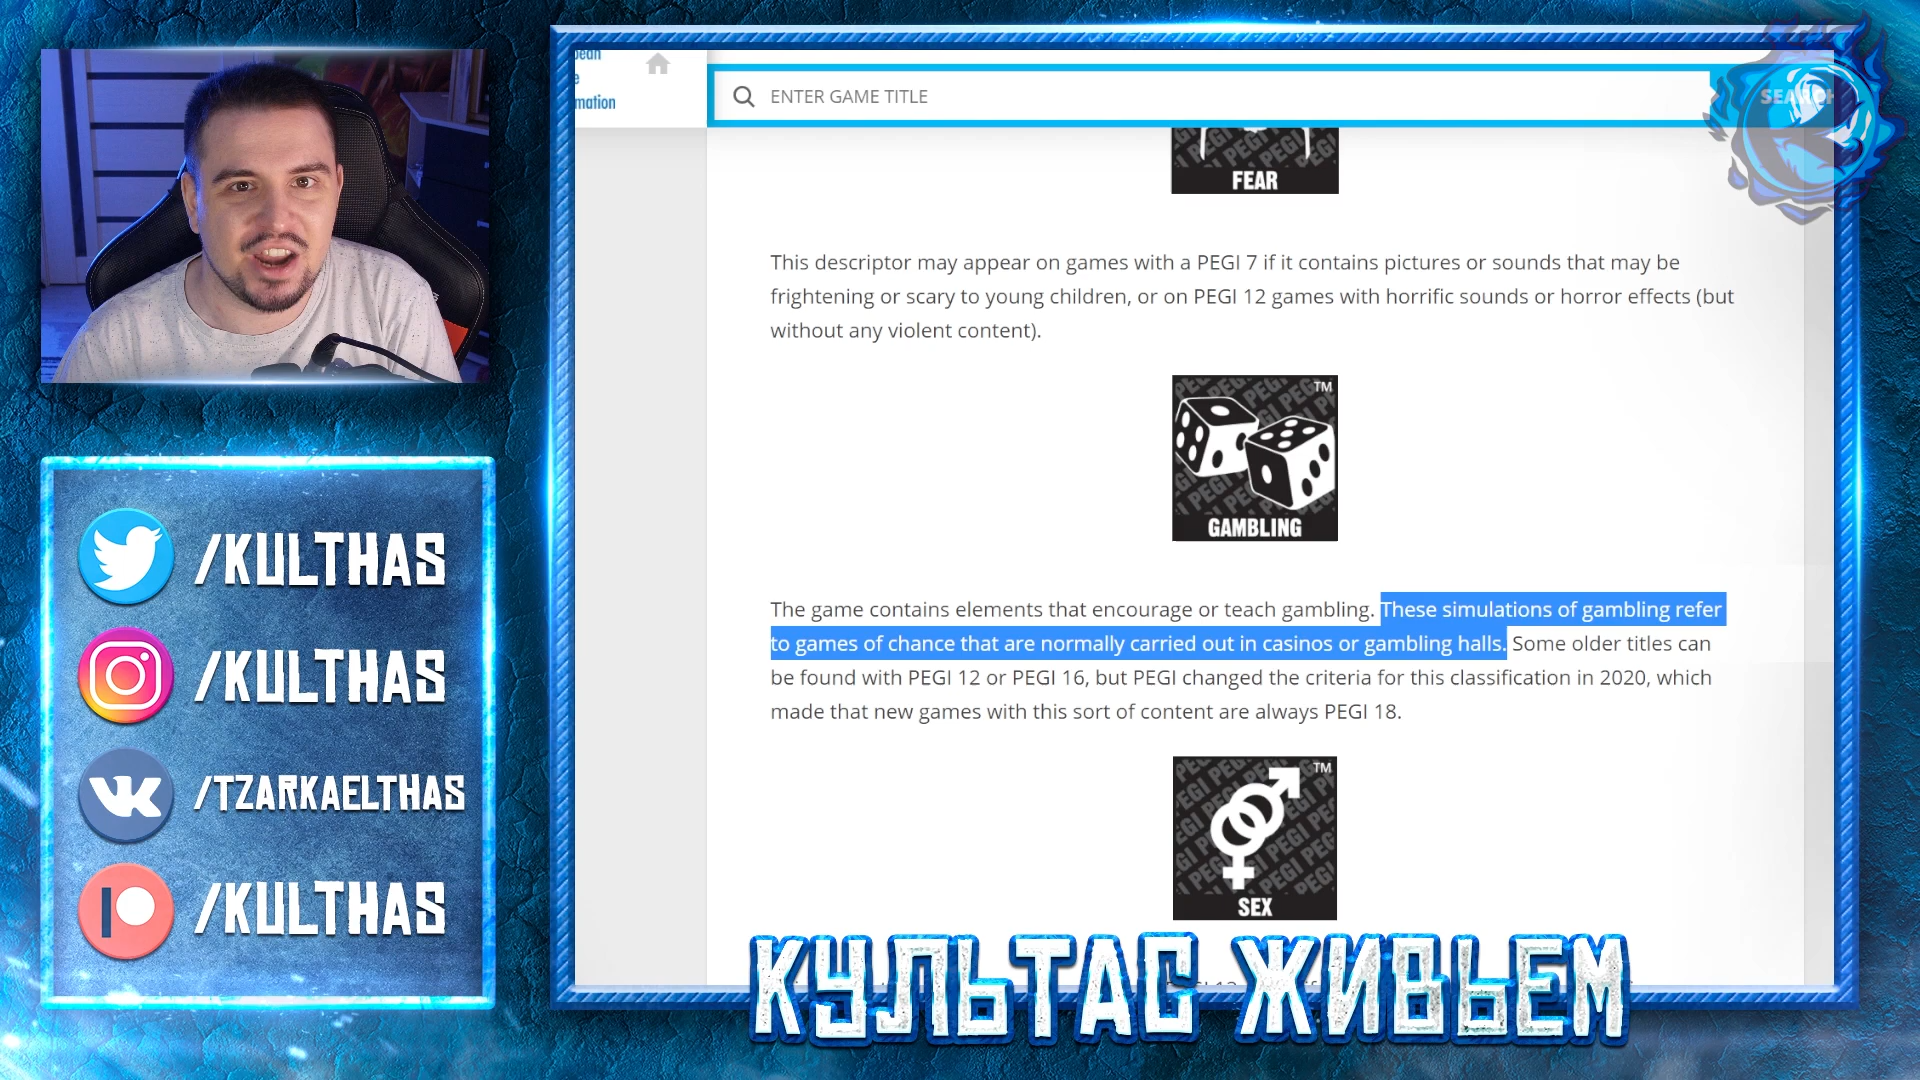 pean
e
mation
ENTER GAME TITLE
SEARCH
FEAR
This descriptor may appear on games with a PEGI 7 if it contains pictures or sounds that may be
frightening or scary to young children, or on PEGI 12 games with horrific sounds or horror effects (but
without any violent content).
TM
GAMBLING
The game contains elements that encourage or teach gambling. These simulations of gambling refer
to games of chance that are normally carried out in casinos or gambling halls. Some older titles can
be found with PEGI 12 or PEGI 16, but PEGI changed the criteria for this classification in 2020, which
made that new games with this sort of content are always PEGI 18.
TM
SEX
/KULTHAS
/KULTHAS
/TZARKAELTHAS
/KULTHAS
КУЛЬТАС ЖИВЬЕМ